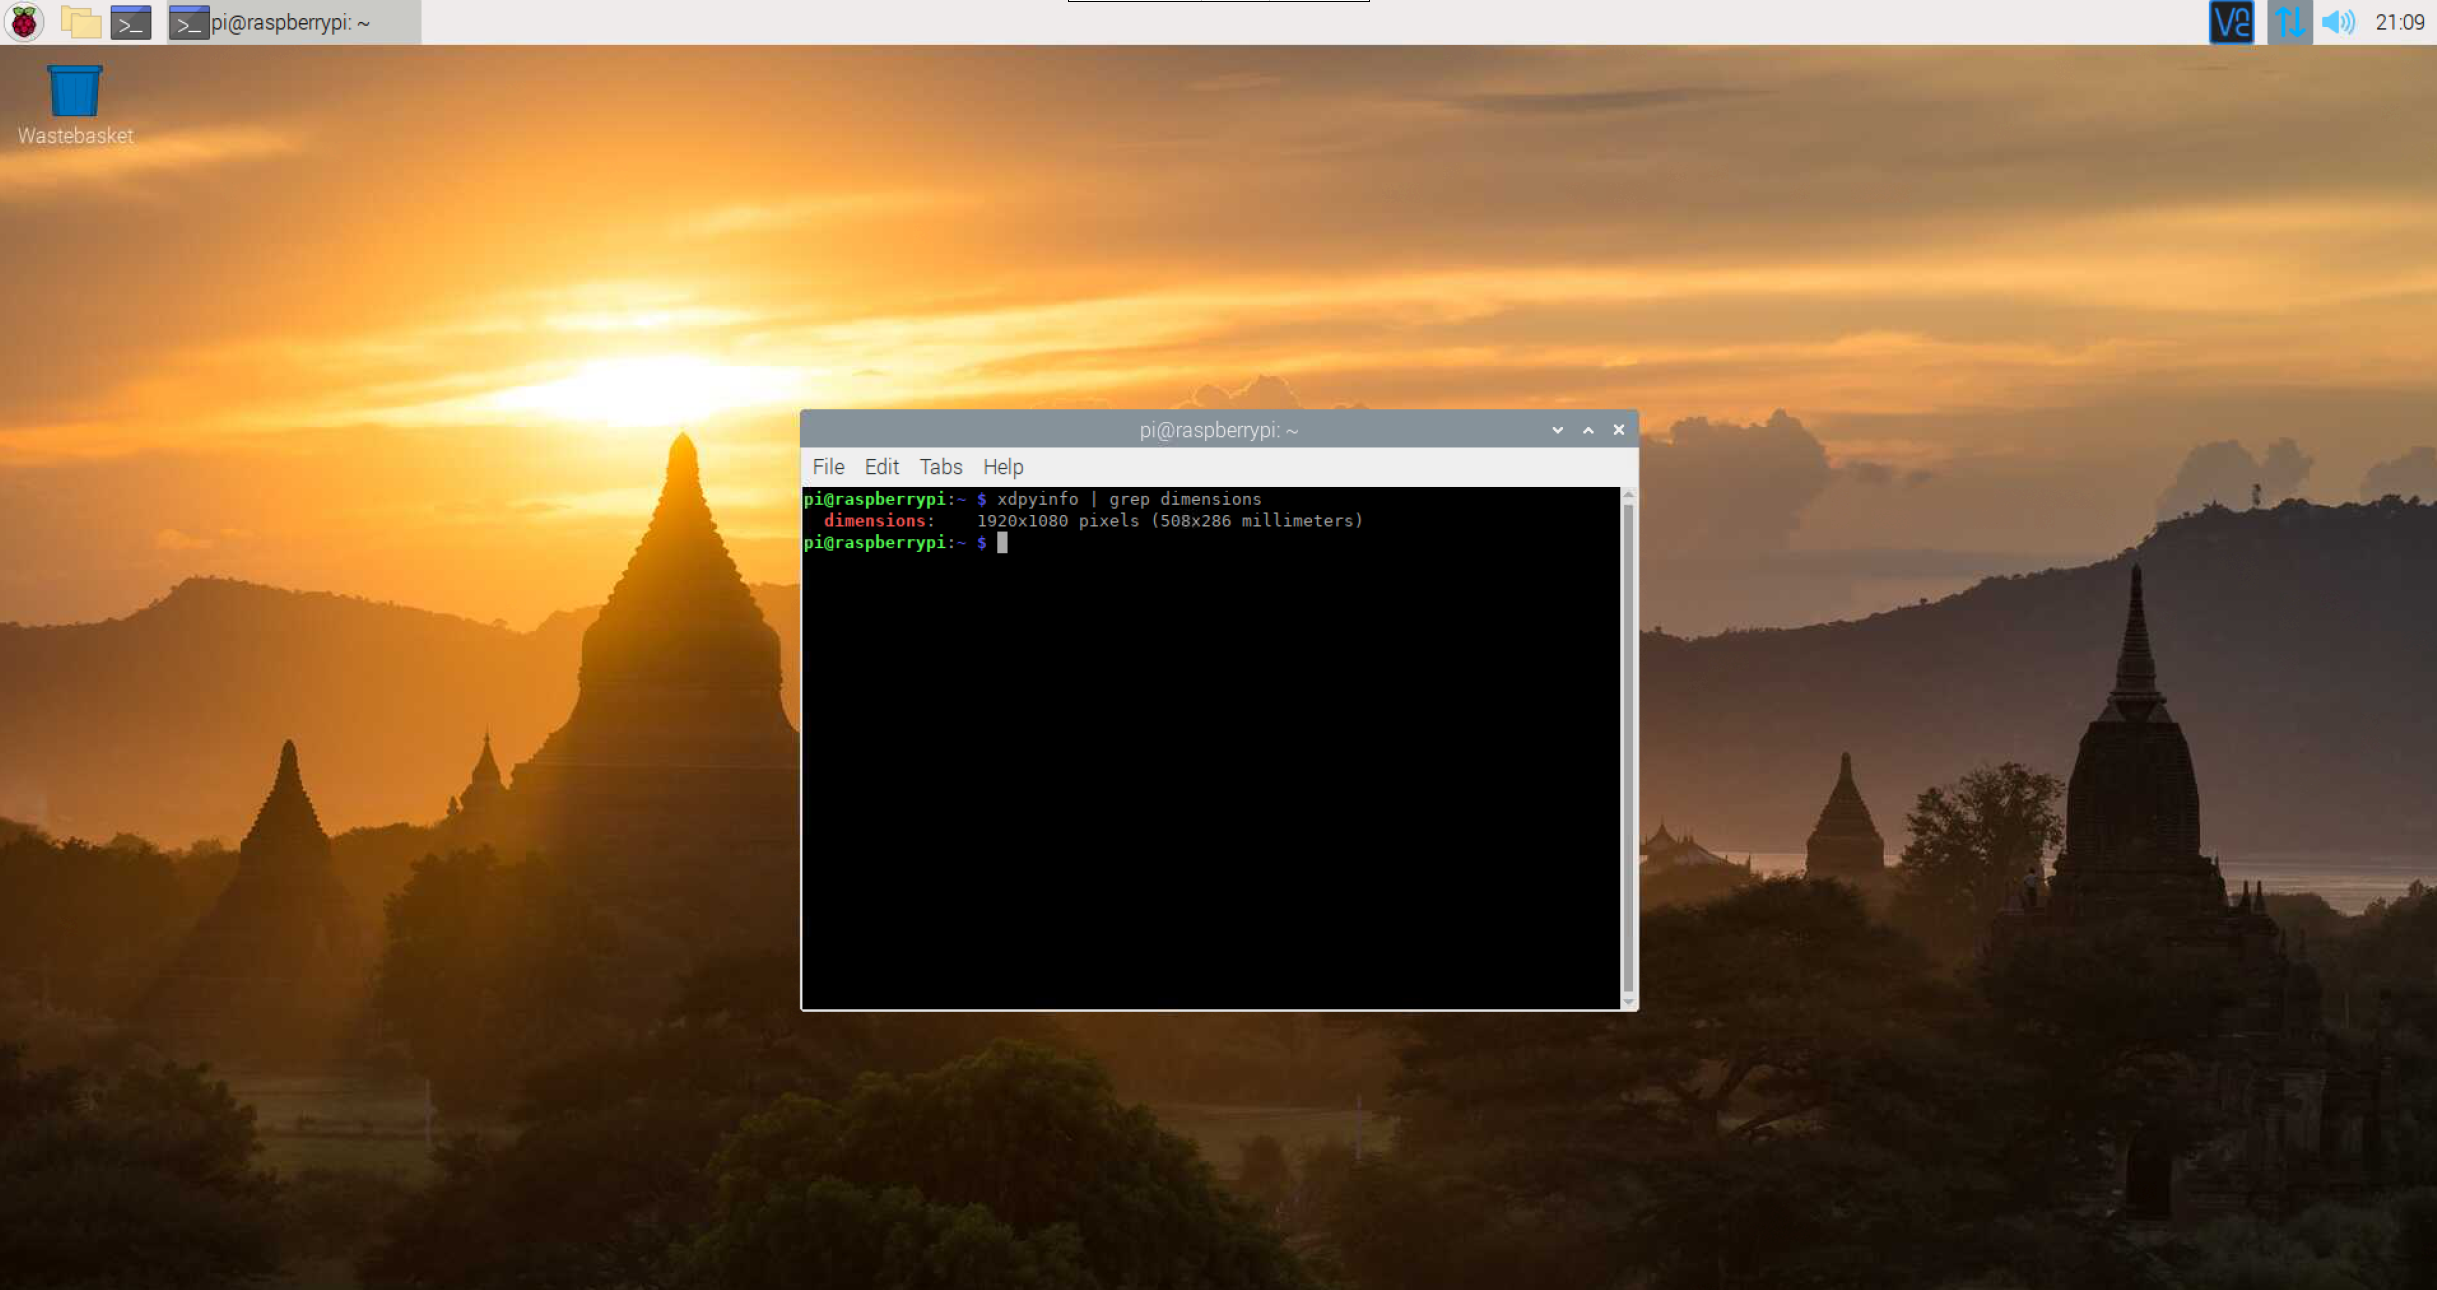 pi@raspberrypi: ~
21:09
Wastebasket
pi@raspberrypi: ~
File Edit Tabs Help
pi@raspberrypi:~ $ xdpyinfo | grep dimensions
dimensions:    1920x1080 pixels (508x286 millimeters)
pi@raspberrypi:~ $